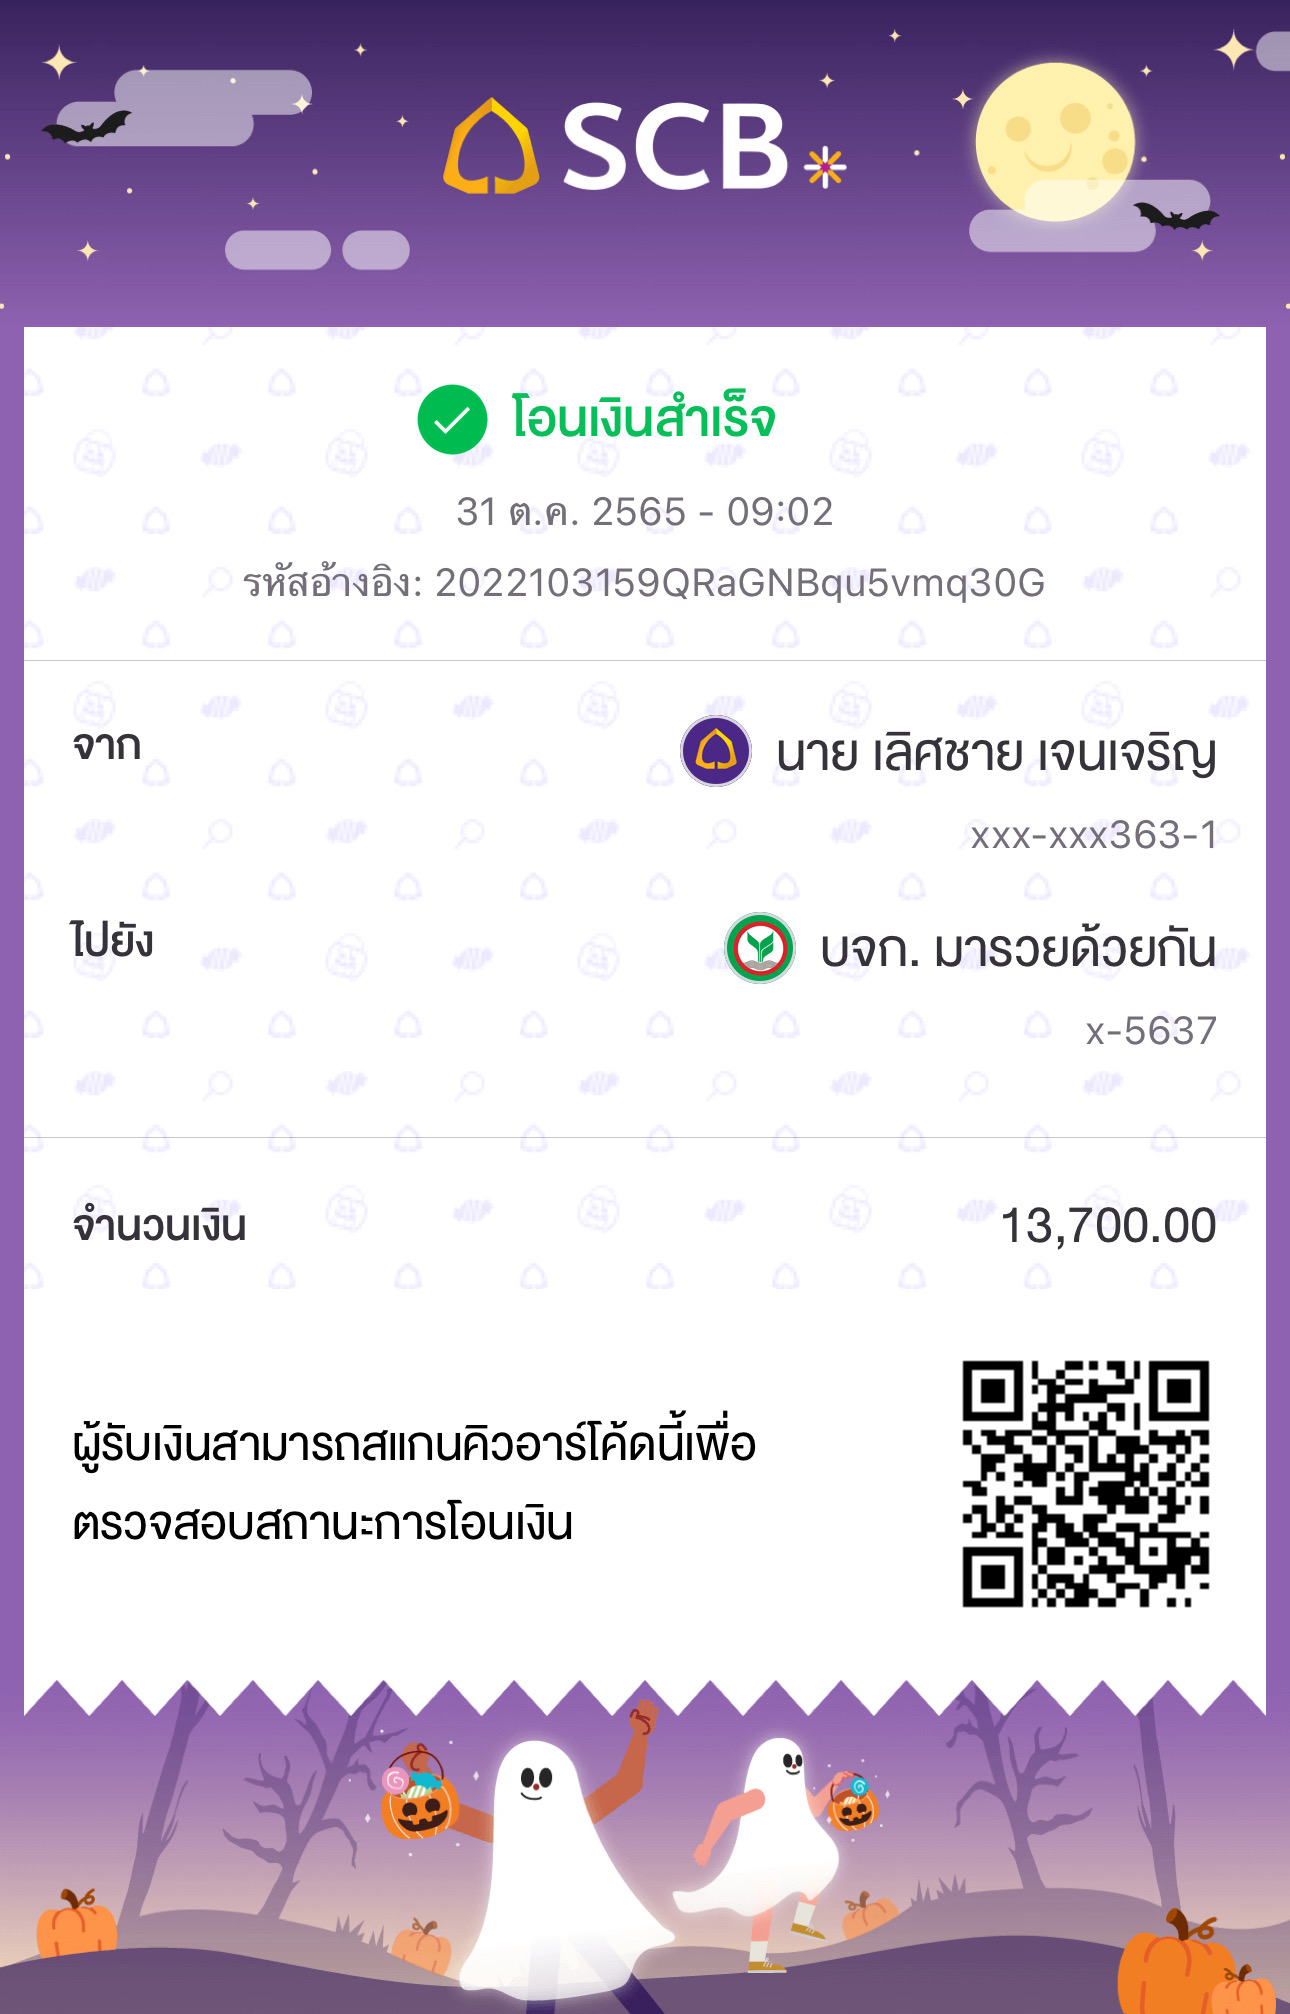 SCB
โอนเงินสำเร็จ
31 ต.ค. 2565 - 09:02
รหัสอ้างอิง: 2022103159QRaGNBqu5vmq30G
จาก
นาย เลิศชาย เจนเจริญ
xxx-xxx363-1
ไปยัง
บจก. มารวยด้วยกัน
x-5637
จำนวนเงิน
13,700.00
ผู้รับเงินสามารถสแกนคิวอาร์โค้ดนี้เพื่อ
ตรวจสอบสถานะการโอนเงิน